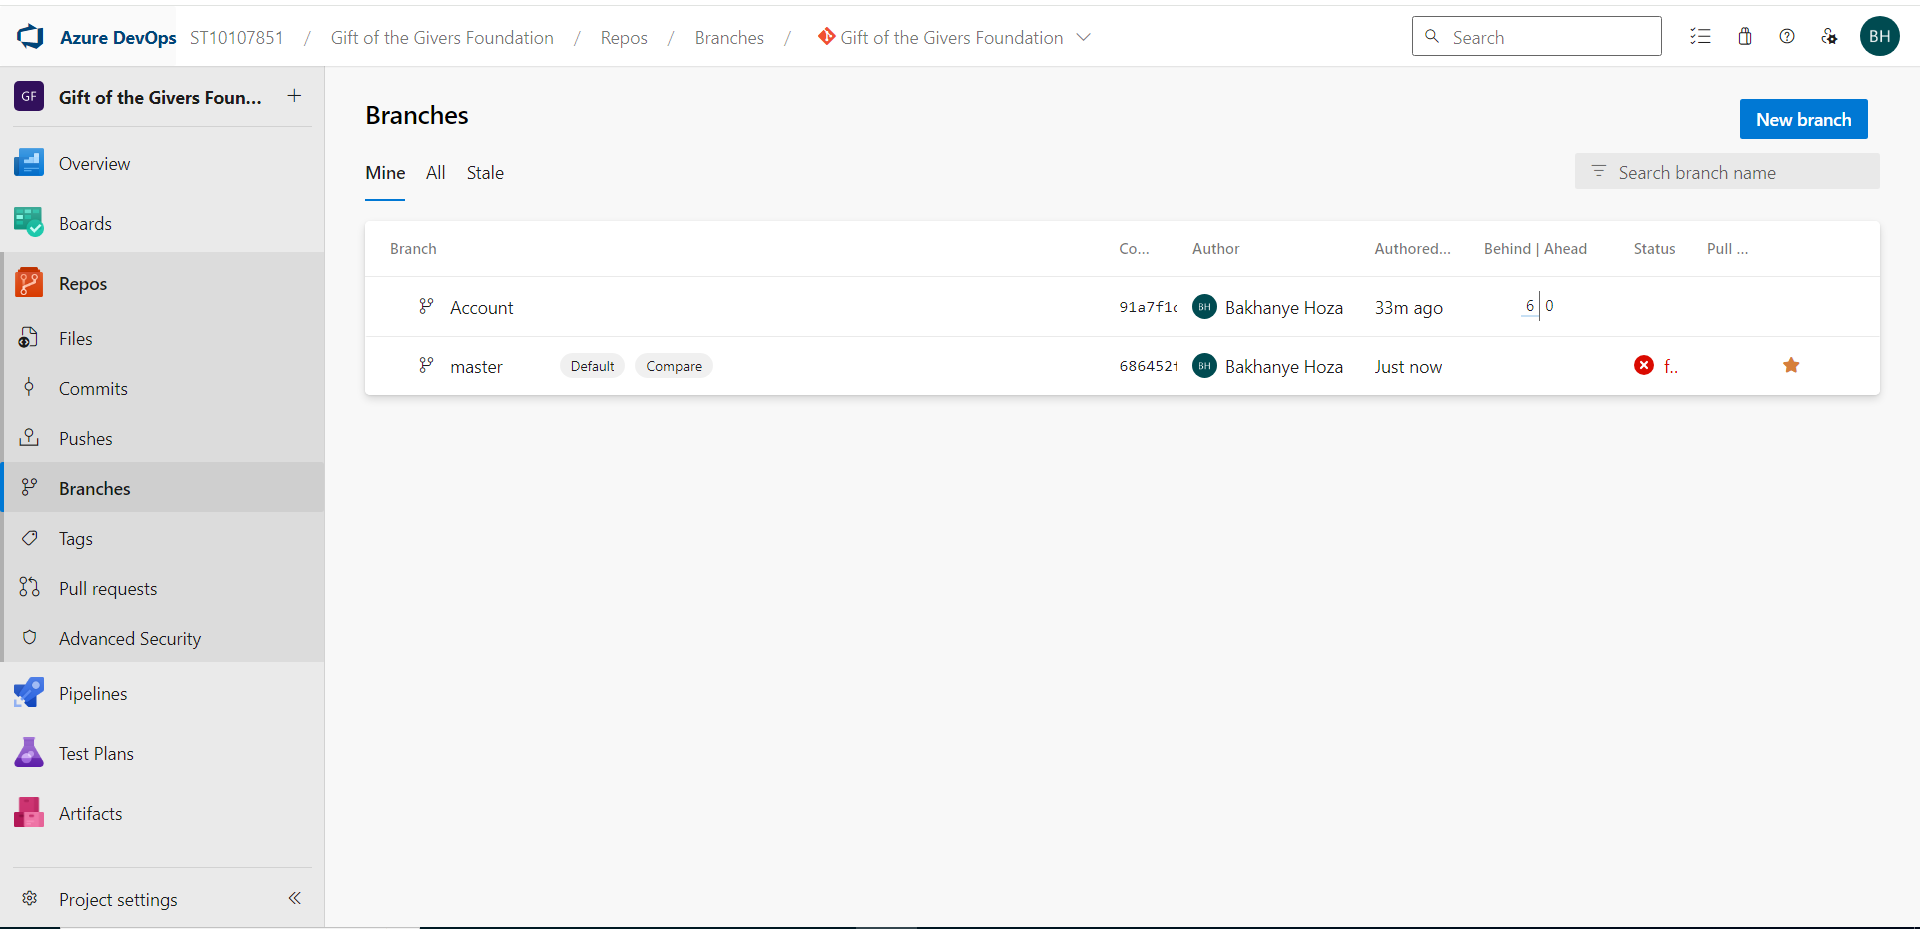 Azure DevOps ST10107851 / Gift of the Givers Foundation / Repos / Branches / Gift of the Givers Foundation
Search
BH
GF Gift of the Givers Foun... +
Overview
Boards
Repos
Files
Commits
Pushes
Branches
Tags
Pull requests
Advanced Security
Pipelines
Test Plans
Artifacts
Project settings
Branches
New branch
Mine All Stale
Search branch name
Branch Co... Author Authored... Behind | Ahead Status Pull ...
Account 91a7f1 BH Bakhanye Hoza 33m ago 6 0
master Default Compare 686452 BH Bakhanye Hoza Just now f..